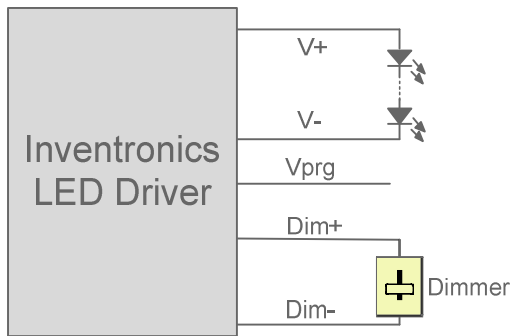 V+
V-
Inventronics
LED Driver
Vprg
Dim+
Dimmer
Dim-